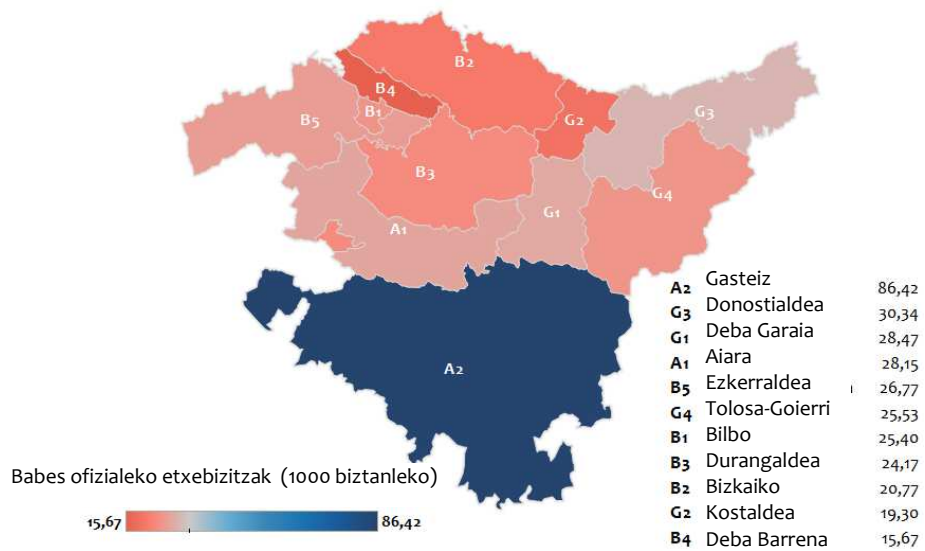 B2
B4
B1
B5
G2
G3
B3
G4
G1
A1
A2
A2 Gasteiz 86,42
G3 Donostialdea 30,34
G1 Deba Garaia 28,47
A1 Aiara 28,15
B5 Ezkerraldea 26,77
G4 Tolosa-Goierri 25,53
B1 Bilbo 25,40
B3 Durangaldea 24,17
B2 Bizkaiko 20,77
G2 Kostaldea 19,30
B4 Deba Barrena 15,67
Babes ofizialeko etxebizitzak (1000 biztanleko)
15,67 86,42